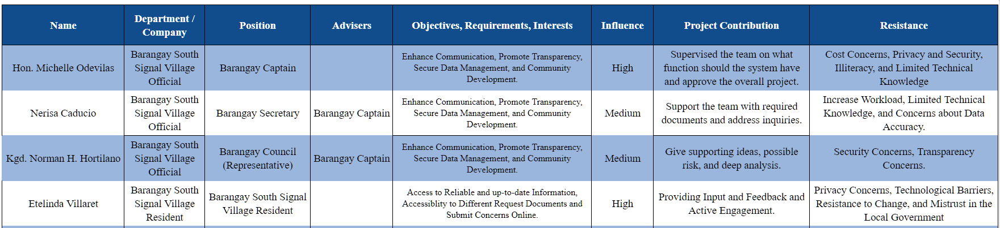 Name
Department /
Company
Position
Advisers
Objectives, Requirements, Interests
Influence
Project Contribution
Resistance
Hon. Michelle Odevilas
Barangay South
Signal Village
Official
Barangay Captain
Enhance Communication, Promote Transparency,
Secure Data Management, and Community
Development.
High
Supervised the team on what
function should the system have
and approve the overall project.
Cost Concerns, Privacy and Security,
Illiteracy, and Limited Technical
Knowledge
Nerisa Caducio
Barangay South
Signal Village
Official
Barangay Secretary
Barangay Captain
Enhance Communication, Promote Transparency,
Secure Data Management, and Community
Development.
Medium
Support the team with required
documents and address inquiries.
Increase Workload, Limited Technical
Knowledge, and Concerns about Data
Accuracy.
Kgd. Norman H. Hortilano
Barangay South
Signal Village
Official
Barangay Council
(Representative)
Barangay Captain
Enhance Communication, Promote Transparency,
Secure Data Management, and Community
Development.
Medium
Give supporting ideas, possible
risk, and deep analysis.
Security Concerns, Transparency
Concerns.
Etelinda Villaret
Barangay South
Signal Village
Resident
Barangay South Signal
Village Resident
Access to Reliable and up-to-date Information,
Accessiblity to Different Request Documents and
Submit Concerns Online.
High
Providing Input and Feedback and
Active Engagement.
Privacy Concerns, Technological Barriers,
Resistance to Change, and Mistrust in the
Local Government